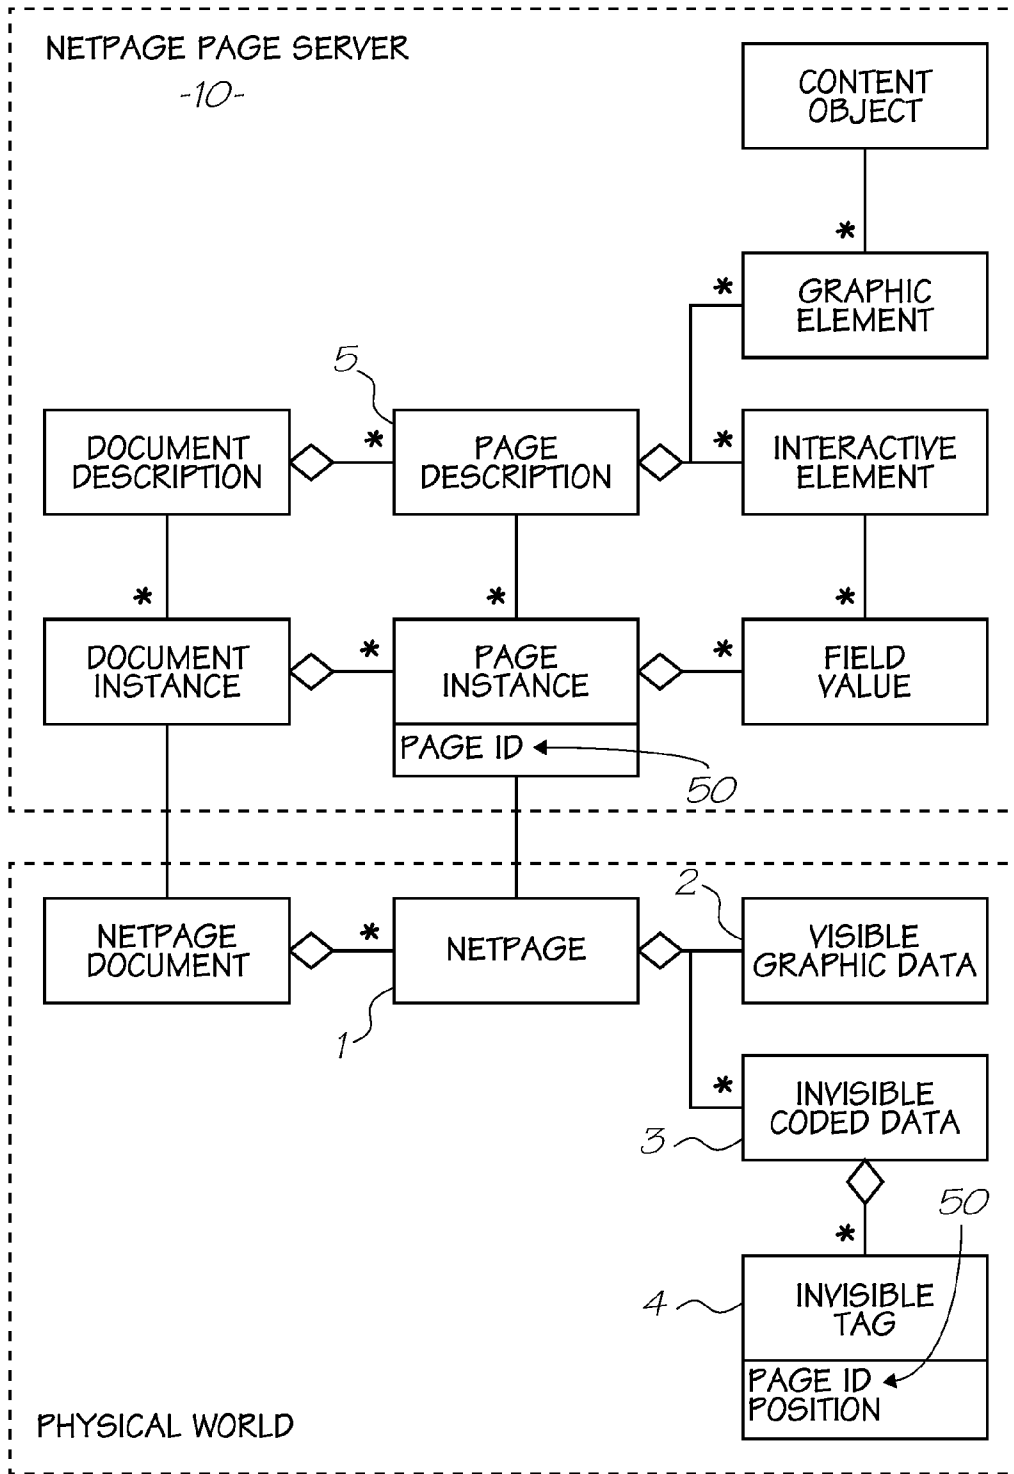 NETPAGE PAGE SERVER
-10-
CONTENT
OBJECT
*
*
GRAPHIC
ELEMENT
5
DOCUMENT
DESCRIPTION
*
PAGE
DESCRIPTION
*
INTERACTIVE
ELEMENT
*
*
*
DOCUMENT
INSTANCE
*
PAGE
INSTANCE
*
FIELD
VALUE
PAGE ID
50
2
NETPAGE
DOCUMENT
*
NETPAGE
VISIBLE
GRAPHIC DATA
1
*
INVISIBLE
CODED DATA
3
50
*
4
INVISIBLE
TAG
PAGE ID
POSITION
PHYSICAL WORLD